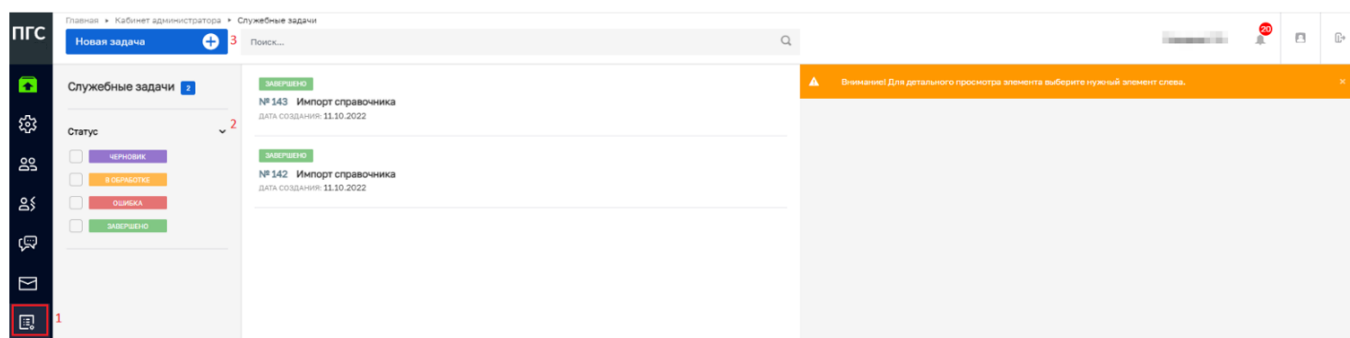 ПГС
Главная ▸ Кабинет администратора ▸ Служебные задачи
Новая задача
3
Поиск...
20
Служебные задачи 2
Статус
2
ЧЕРНОВИК
В ОБРАБОТКЕ
ОШИБКА
ЗАВЕРШЕНО
1
ЗАВЕРШЕНО
№ 143 Импорт справочника
ДАТА СОЗДАНИЯ: 11.10.2022
ЗАВЕРШЕНО
№ 142 Импорт справочника
ДАТА СОЗДАНИЯ: 11.10.2022
Внимание! Для детального просмотра элемента выберите нужный элемент слева.